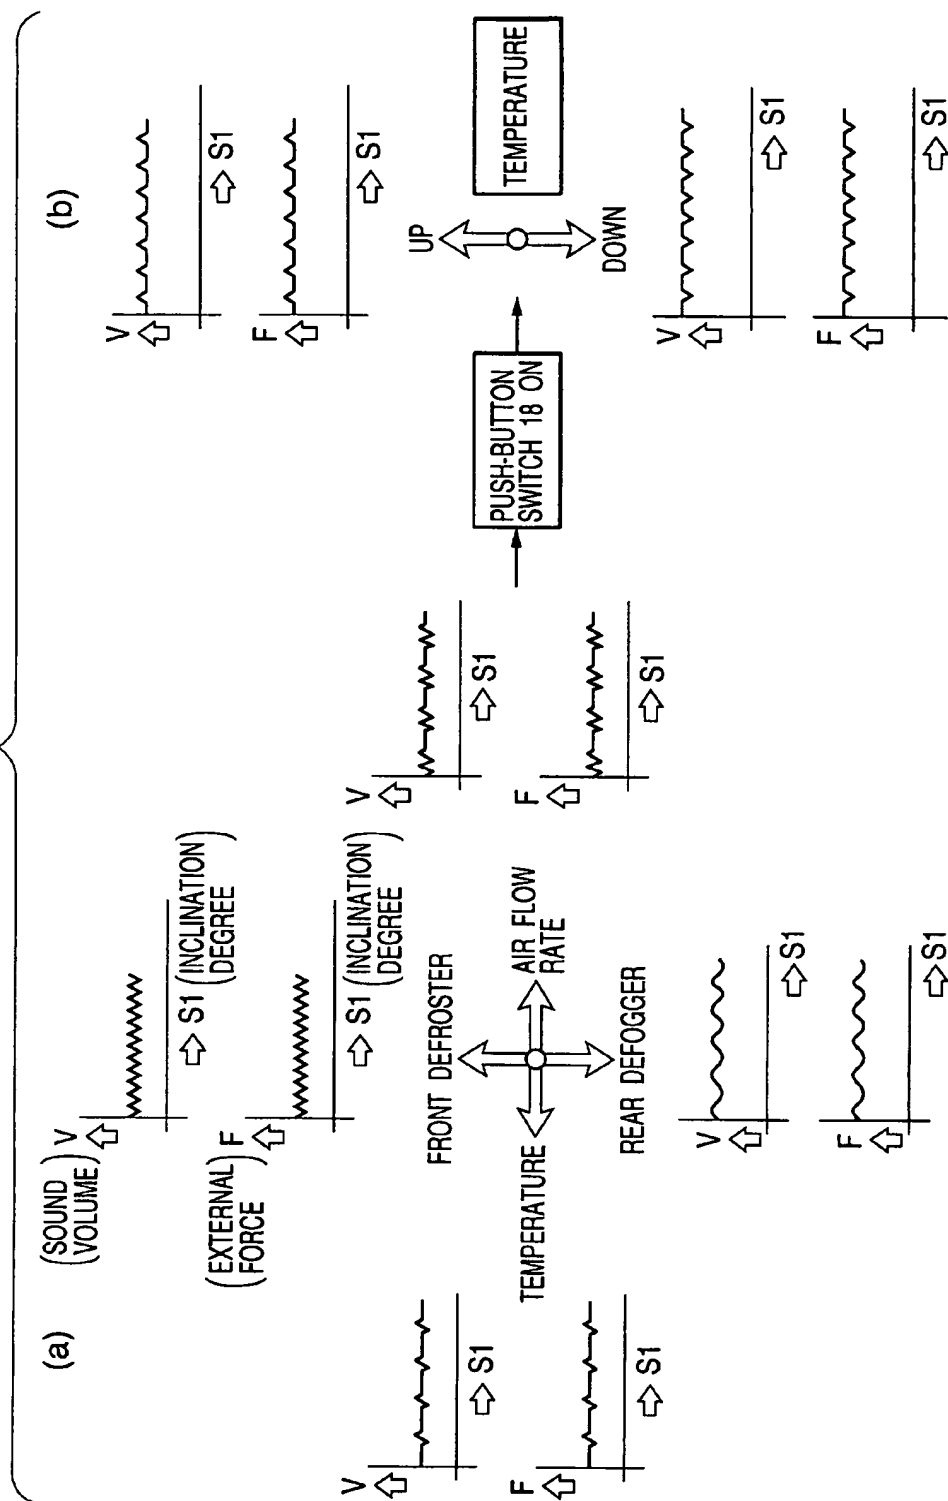 (a)
(SOUND
VOLUME)
V
S1
(INCLINATION
DEGREE)
(EXTERNAL
FORCE)
F
S1
(INCLINATION
DEGREE)
V
S1
F
S1
FRONT DEFROSTER
TEMPERATURE
AIR FLOW
RATE
REAR DEFOGGER
V
S1
F
S1
V
S1
F
S1
(b)
V
S1
F
S1
PUSH-BUTTON
SWITCH 18 ON
UP
DOWN
TEMPERATURE
V
S1
F
S1